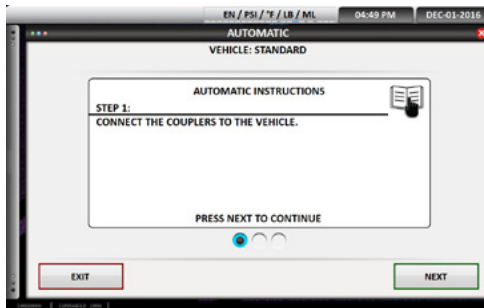 EN / PSI / °F / LB / ML 04:49 PM DEC-01-2016
AUTOMATIC
VEHICLE: STANDARD
AUTOMATIC INSTRUCTIONS
STEP 1:
CONNECT THE COUPLERS TO THE VEHICLE.
PRESS NEXT TO CONTINUE
EXIT NEXT